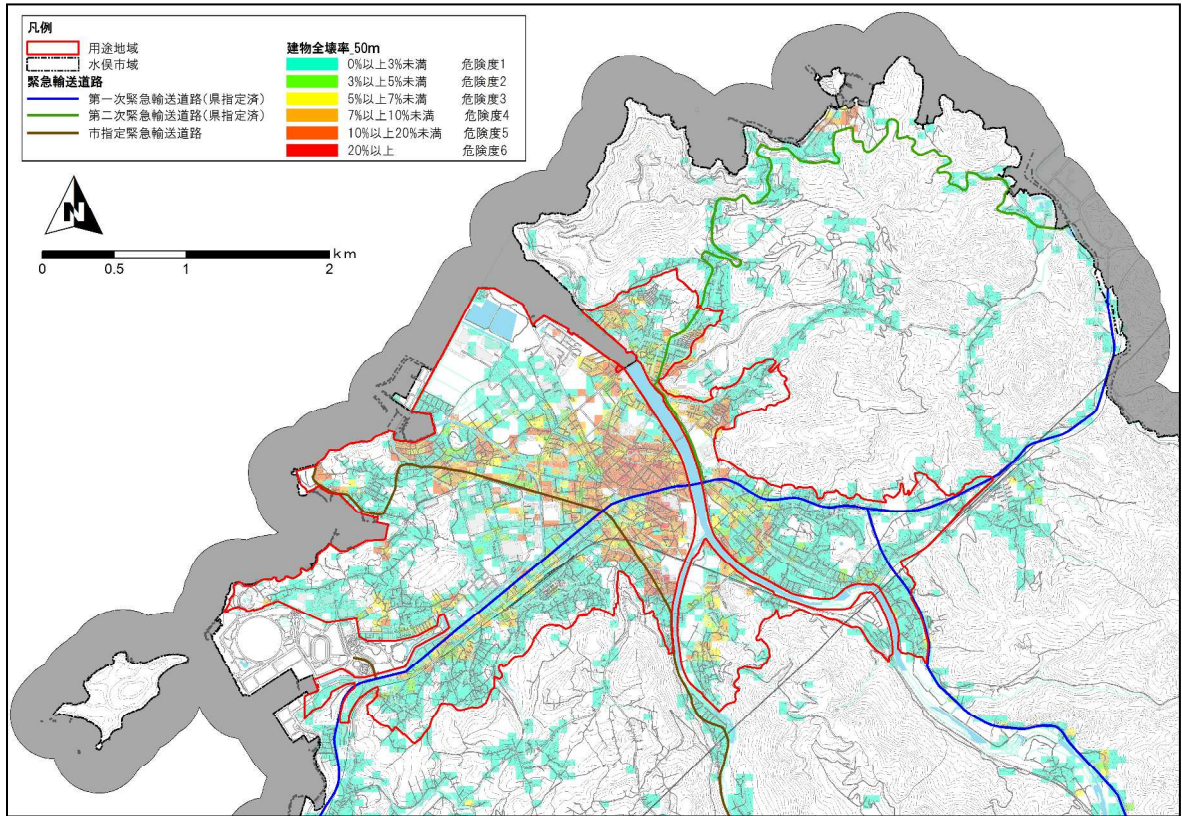 凡例
用途地域
水俣市域
緊急輸送道路
第一次緊急輸送道路(県指定済)
第二次緊急輸送道路(県指定済)
市指定緊急輸送道路
建物全壊率_50m
0%以上3%未満 危険度1
3%以上5%未満 危険度2
5%以上7%未満 危険度3
7%以上10%未満 危険度4
10%以上20%未満 危険度5
20%以上 危険度6
N
km
0 0.5 1 2